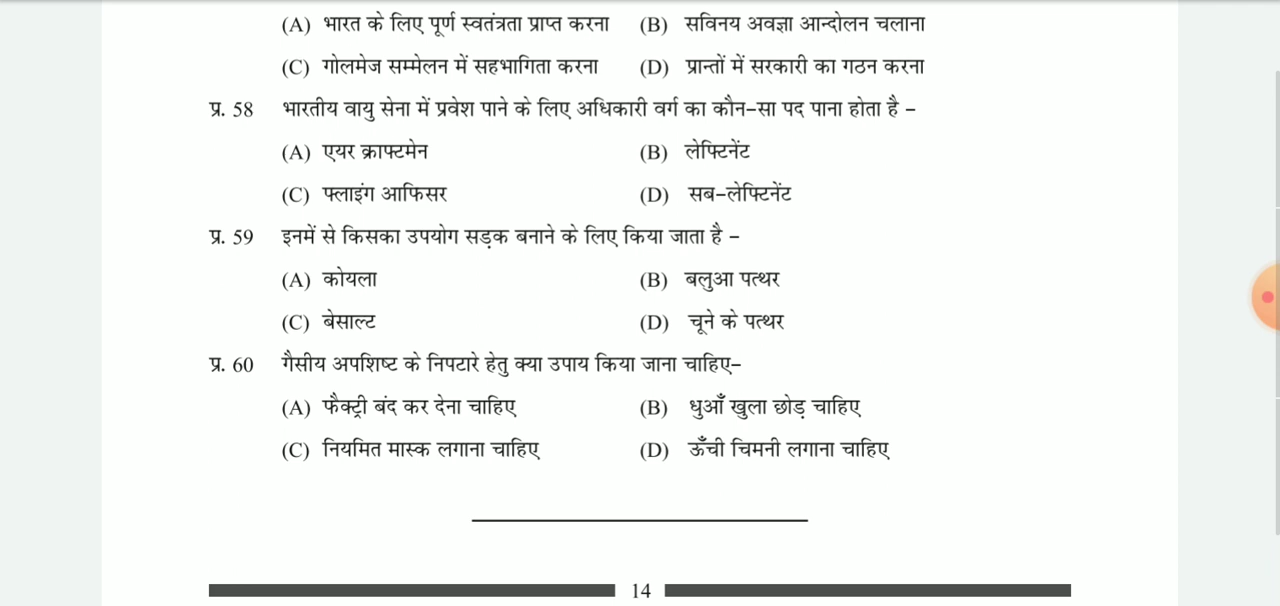 (A) भारत के लिए पूर्ण स्वतंत्रता प्राप्त करना (B) सविनय अवज्ञा आन्दोलन चलाना
(C) गोलमेज सम्मेलन में सहभागिता करना (D) प्रान्तों में सरकारी का गठन करना
प्र. 58 भारतीय वायु सेना में प्रवेश पाने के लिए अधिकारी वर्ग का कौन-सा पद पाना होता है -
(A) एयर क्राफ्टमेन (B) लेफ्टिनेंट
(C) फ्लाइंग आफिसर (D) सब-लेफ्टिनेंट
प्र. 59 इनमें से किसका उपयोग सड़क बनाने के लिए किया जाता है -
(A) कोयला (B) बलुआ पत्थर
(C) बेसाल्ट (D) चूने के पत्थर
प्र. 60 गैसीय अपशिष्ट के निपटारे हेतु क्या उपाय किया जाना चाहिए-
(A) फैक्ट्री बंद कर देना चाहिए (B) धुआँ खुला छोड़ चाहिए
(C) नियमित मास्क लगाना चाहिए (D) ऊँची चिमनी लगाना चाहिए
14